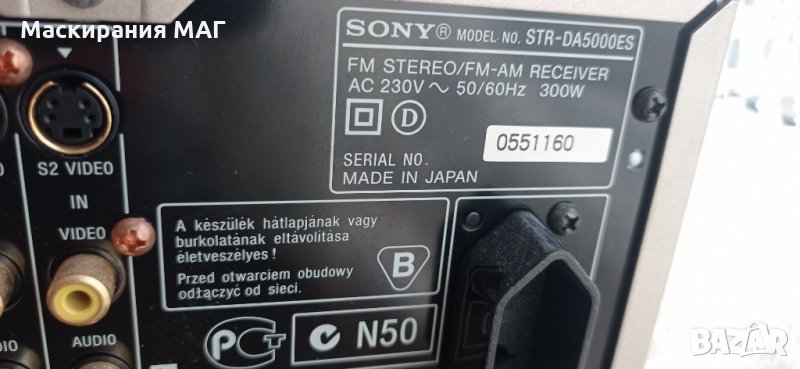 Маскирания МАГ
SONY® MODEL NO. STR-DA5000ES
FM STEREO/FM-AM RECEIVER
AC 230V ~ 50/60Hz 300W
D
SERIAL NO. 0551160
MADE IN JAPAN
S2 VIDEO
IN
VIDEO
AUDIO
A készülék hátlapjának vagy
burkolatának eltávolítása
életveszélyes !
Przed otwarciem obudowy
odłączyć od sieci.
B
PCT
N50
BAZAR